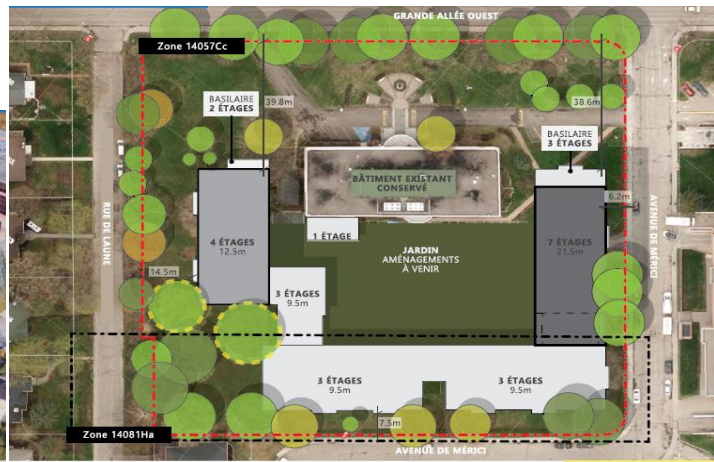 GRANDE ALLÉE OUEST
Zone 14057Cc
BASILAIRE
2 ÉTAGES
39.8m
38.6m
BASILAIRE
3 ÉTAGES
BÂTIMENT EXISTANT
CONSERVÉ
6.2m
RUE DE LAUNE
AVENUE DE MÉRICI
4 ÉTAGES
12.5m
1 ÉTAGE
JARDIN
AMÉNAGEMENTS
À VENIR
7 ÉTAGES
21.5m
14.5m
3 ÉTAGES
9.5m
3 ÉTAGES
9.5m
3 ÉTAGES
9.5m
7.5m
Zone 14081Ha
AVENUE DE MÉRICI